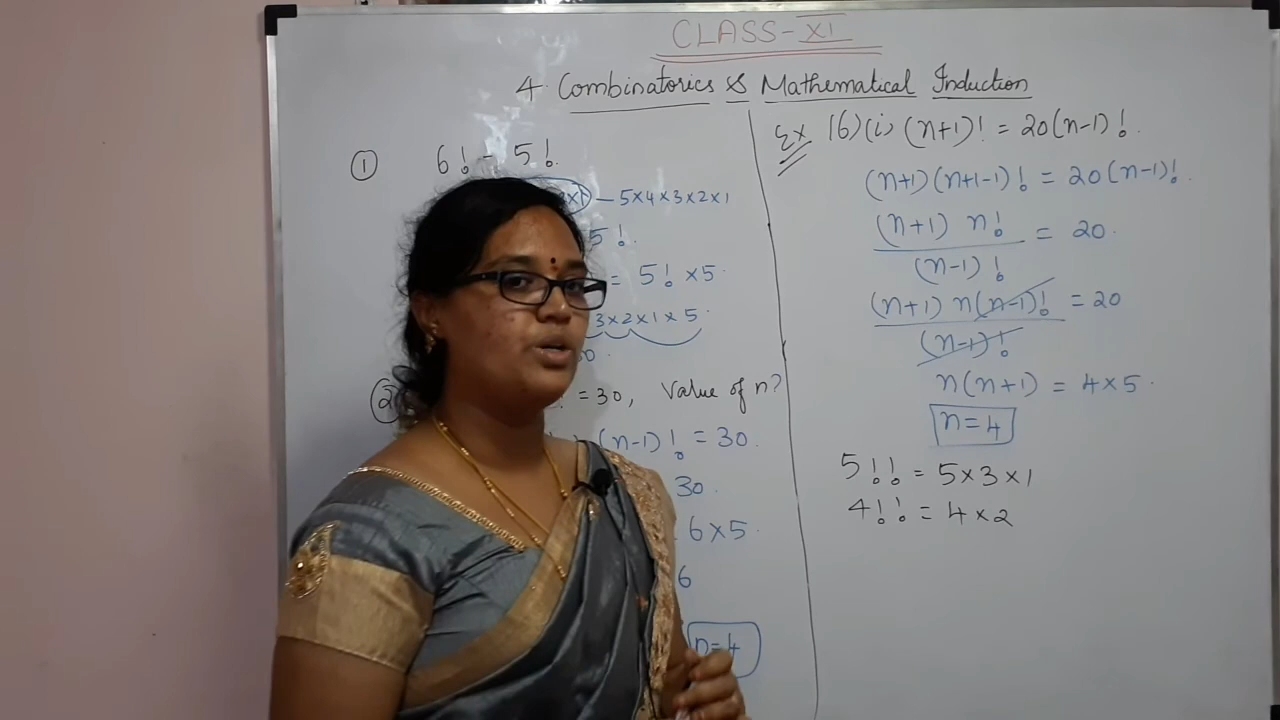 CLASS-XI
4. Combinatorics & Mathematical Induction
① 6! - 5!.
— 5×4×3×2×1
5!.
= 5! × 5.
3×2×1×5.
0.
② = 30, Value of n?
(n-1)! = 30.
30.
6×5.
6
n=4
Ex 16)(i) (n+1)! = 20(n-1)!.
(n+1)(n+1-1)! = 20(n-1)!.
(n+1) n! / (n-1)! = 20.
(n+1) n(n-1)! / (n-1)! = 20
n(n+1) = 4×5.
n=4
5!! = 5×3×1
4!! = 4×2